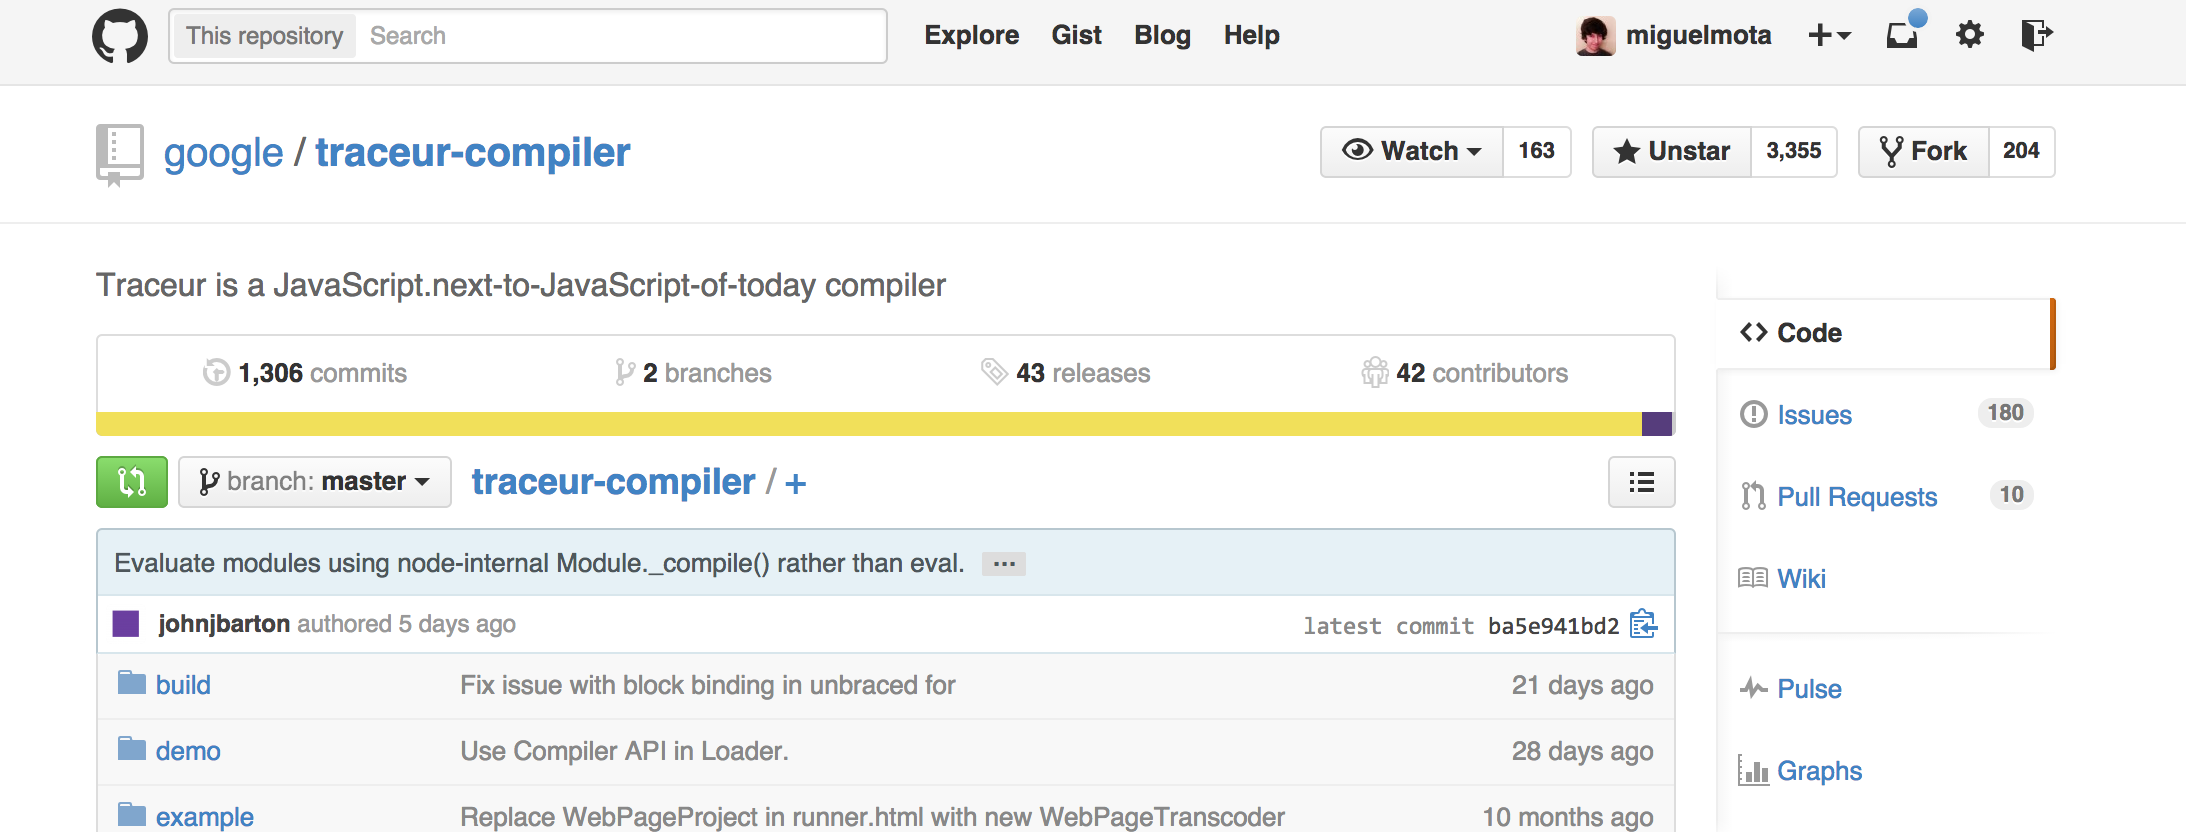 This repository Search Explore Gist Blog Help miguelmota
google / traceur-compiler Watch 163 Unstar 3,355 Fork 204
Traceur is a JavaScript.next-to-JavaScript-of-today compiler
1,306 commits 2 branches 43 releases 42 contributors
branch: master traceur-compiler / +
Evaluate modules using node-internal Module._compile() rather than eval. ...
johnjbarton authored 5 days ago latest commit ba5e941bd2
build Fix issue with block binding in unbraced for 21 days ago
demo Use Compiler API in Loader. 28 days ago
example Replace WebPageProject in runner.html with new WebPageTranscoder 10 months ago
Code
Issues 180
Pull Requests 10
Wiki
Pulse
Graphs